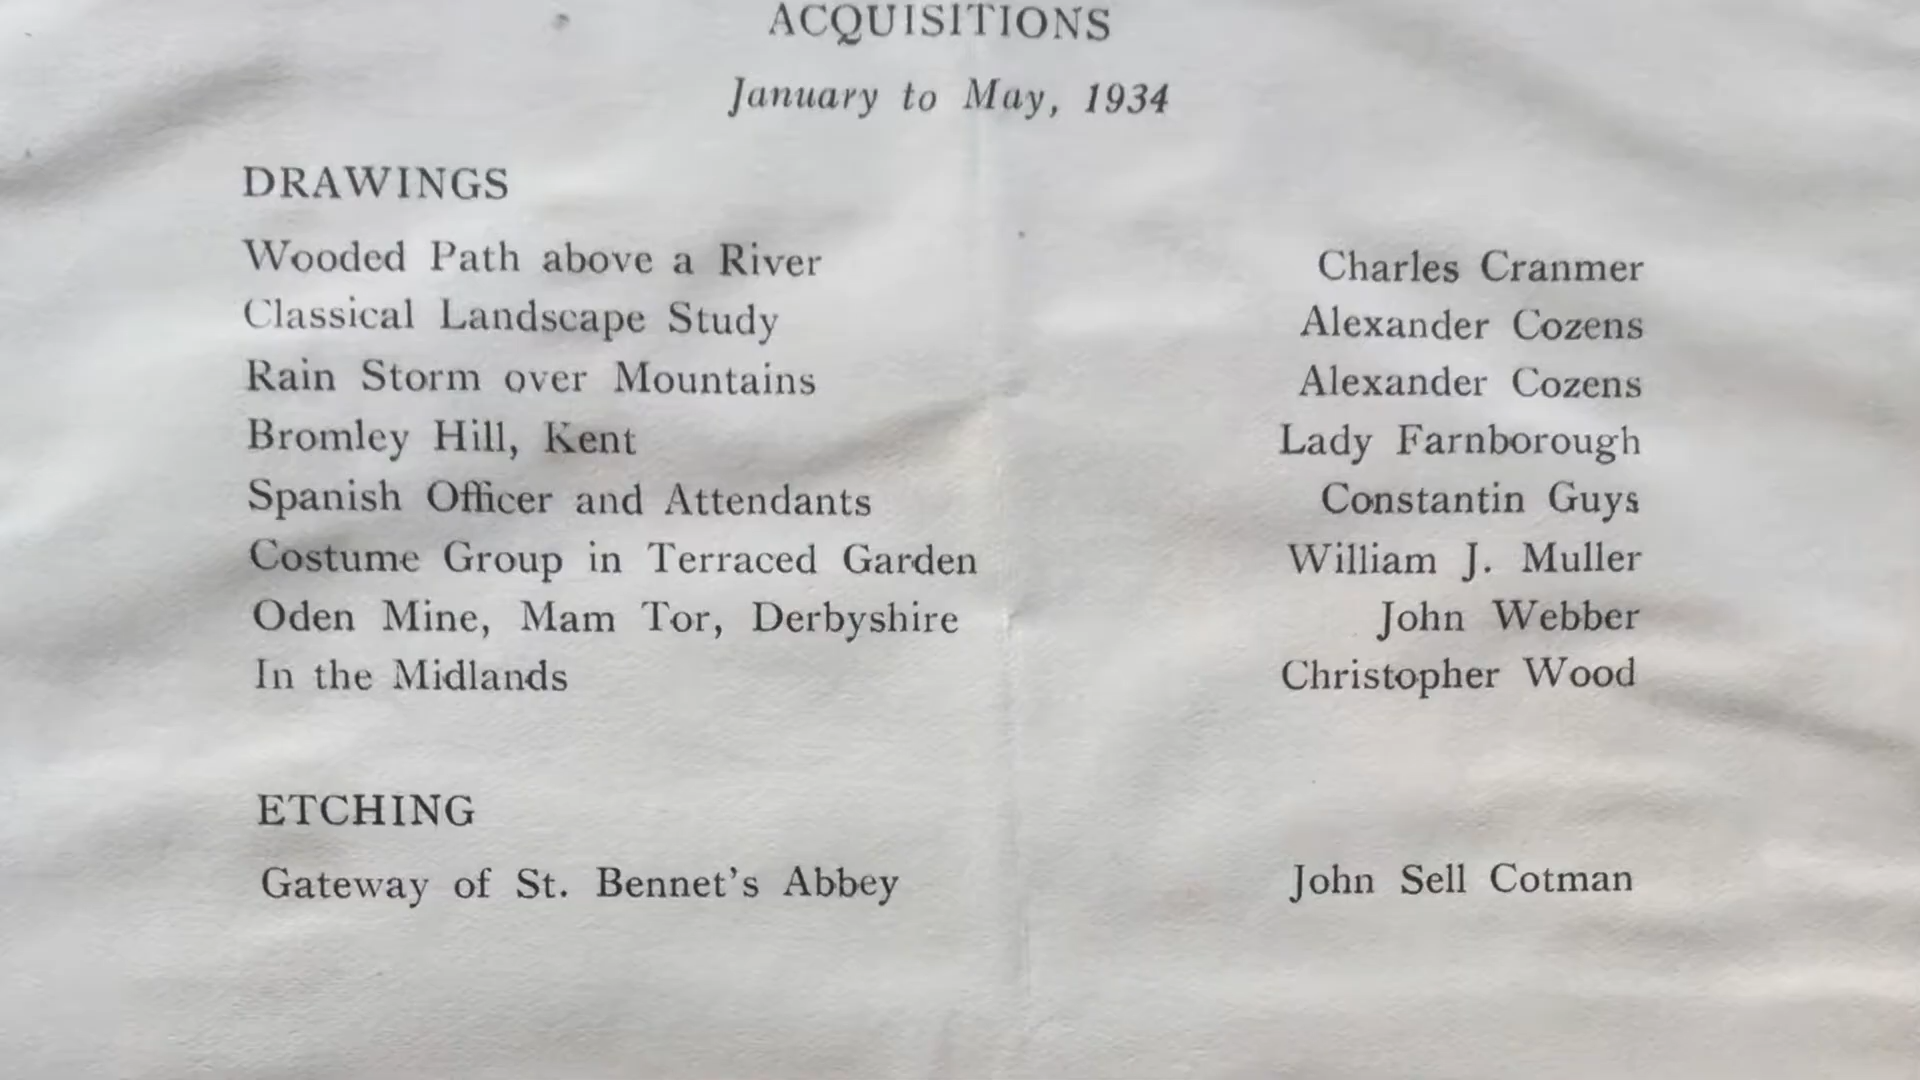 ACQUISITIONS
January to May, 1934
DRAWINGS
Wooded Path above a River Charles Cranmer
Classical Landscape Study Alexander Cozens
Rain Storm over Mountains Alexander Cozens
Bromley Hill, Kent Lady Farnborough
Spanish Officer and Attendants Constantin Guys
Costume Group in Terraced Garden William J. Muller
Oden Mine, Mam Tor, Derbyshire John Webber
In the Midlands Christopher Wood
ETCHING
Gateway of St. Bennet's Abbey John Sell Cotman